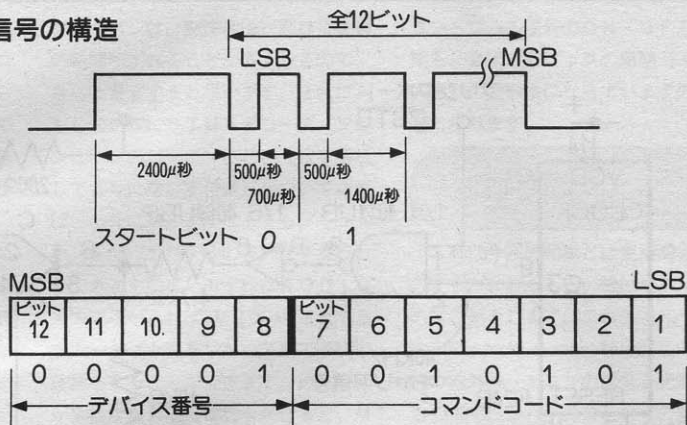 信号の構造
全12ビット
LSB
MSB
2400μ秒
500μ秒
500μ秒
700μ秒
1400μ秒
スタートビット 0 1
MSB
LSB
ビット
ビット
12 11 10. 9 8 7 6 5 4 3 2 1
0 0 0 0 1 0 0 1 0 1 0 1
デバイス番号
コマンドコード